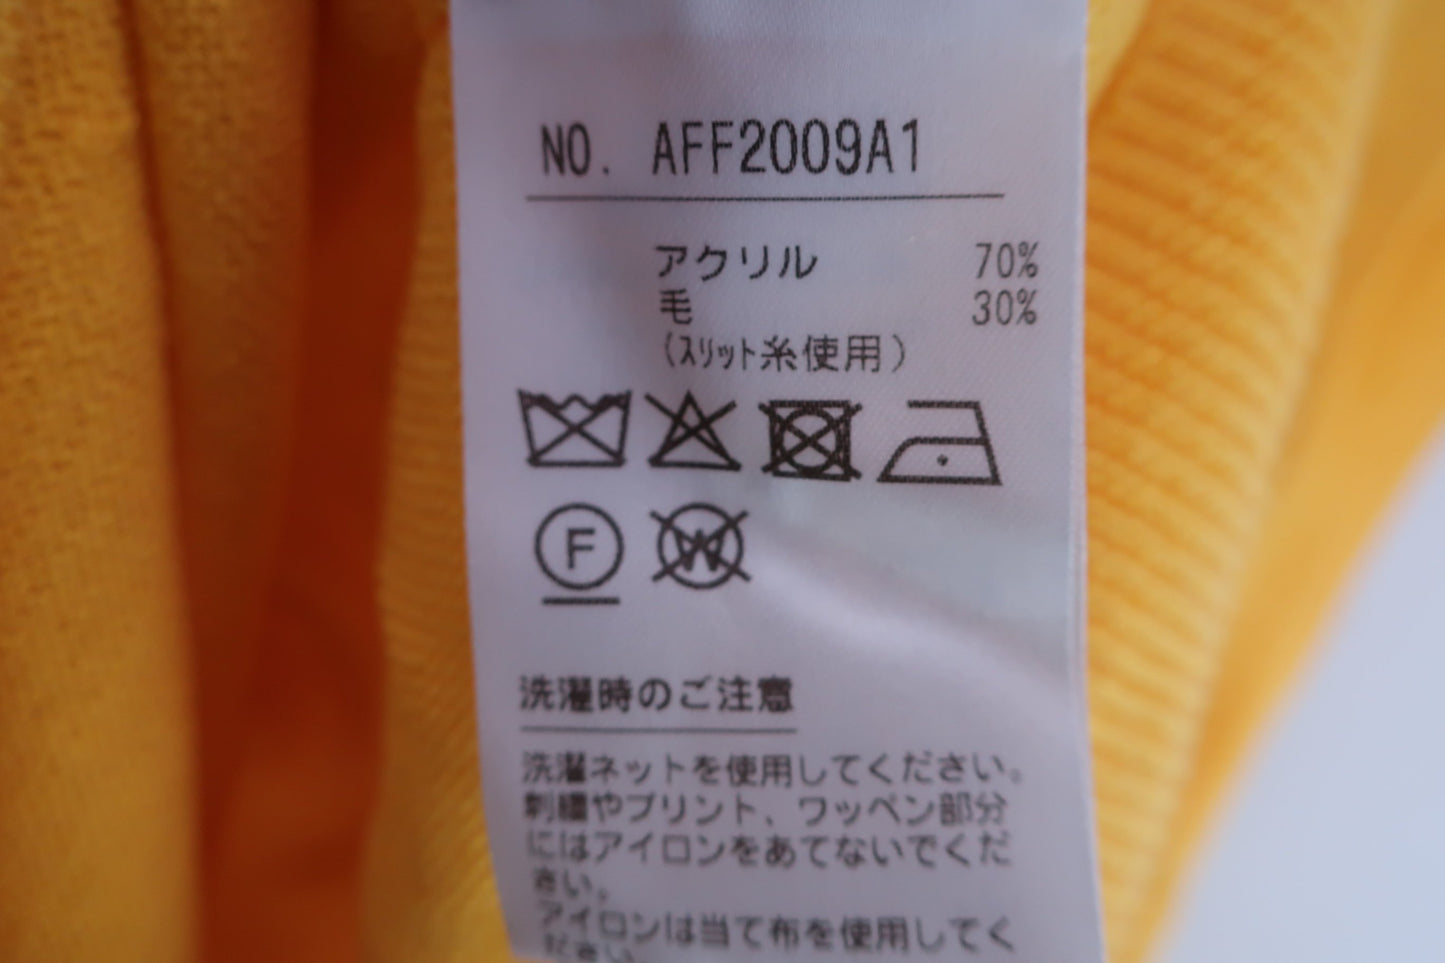 NO. AFF2009A1
アクリル 70%
毛 30%
(ｽﾘｯﾄ糸使用)
F
W
洗濯時のご注意
洗濯ネットを使用してください。
刺繍やプリント、ワッペン部分
にはアイロンをあてないでくだ
さい。
アイロンは当て布を使用してく
ださい。